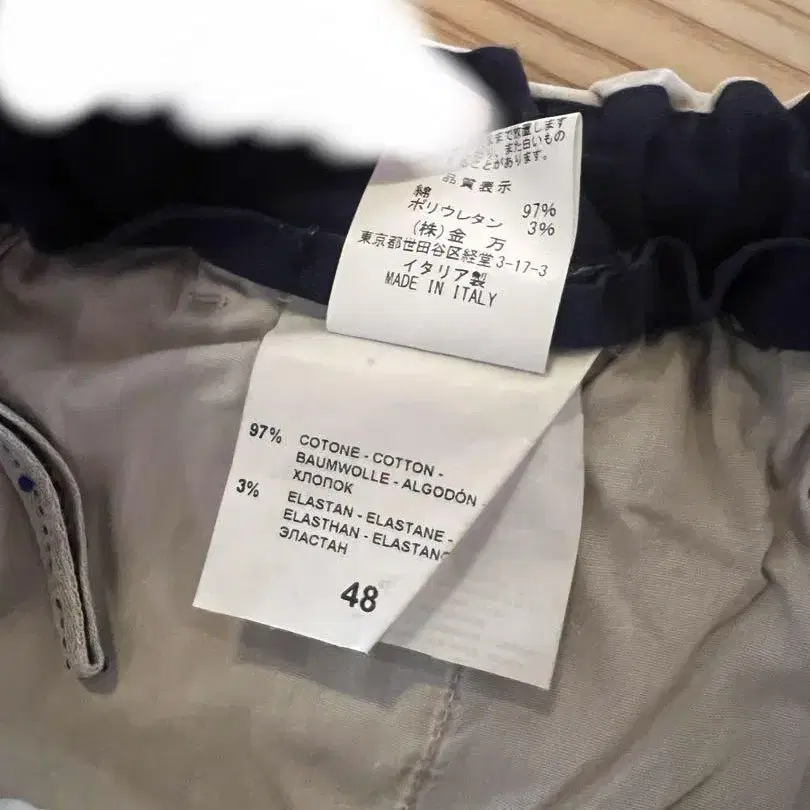 まで放置します
、また白いもの
ことがあります。
品質表示
綿 97%
ポリウレタン 3%
(株)金 万
東京都世田谷区経堂3-17-3
イタリア製
MADE IN ITALY
97% COTONE - COTTON -
BAUMWOLLE - ALGODÓN
ХЛОПОК
3% ELASTAN - ELASTANE -
ELASTHAN - ELASTANO
ЭЛАСТАН
48